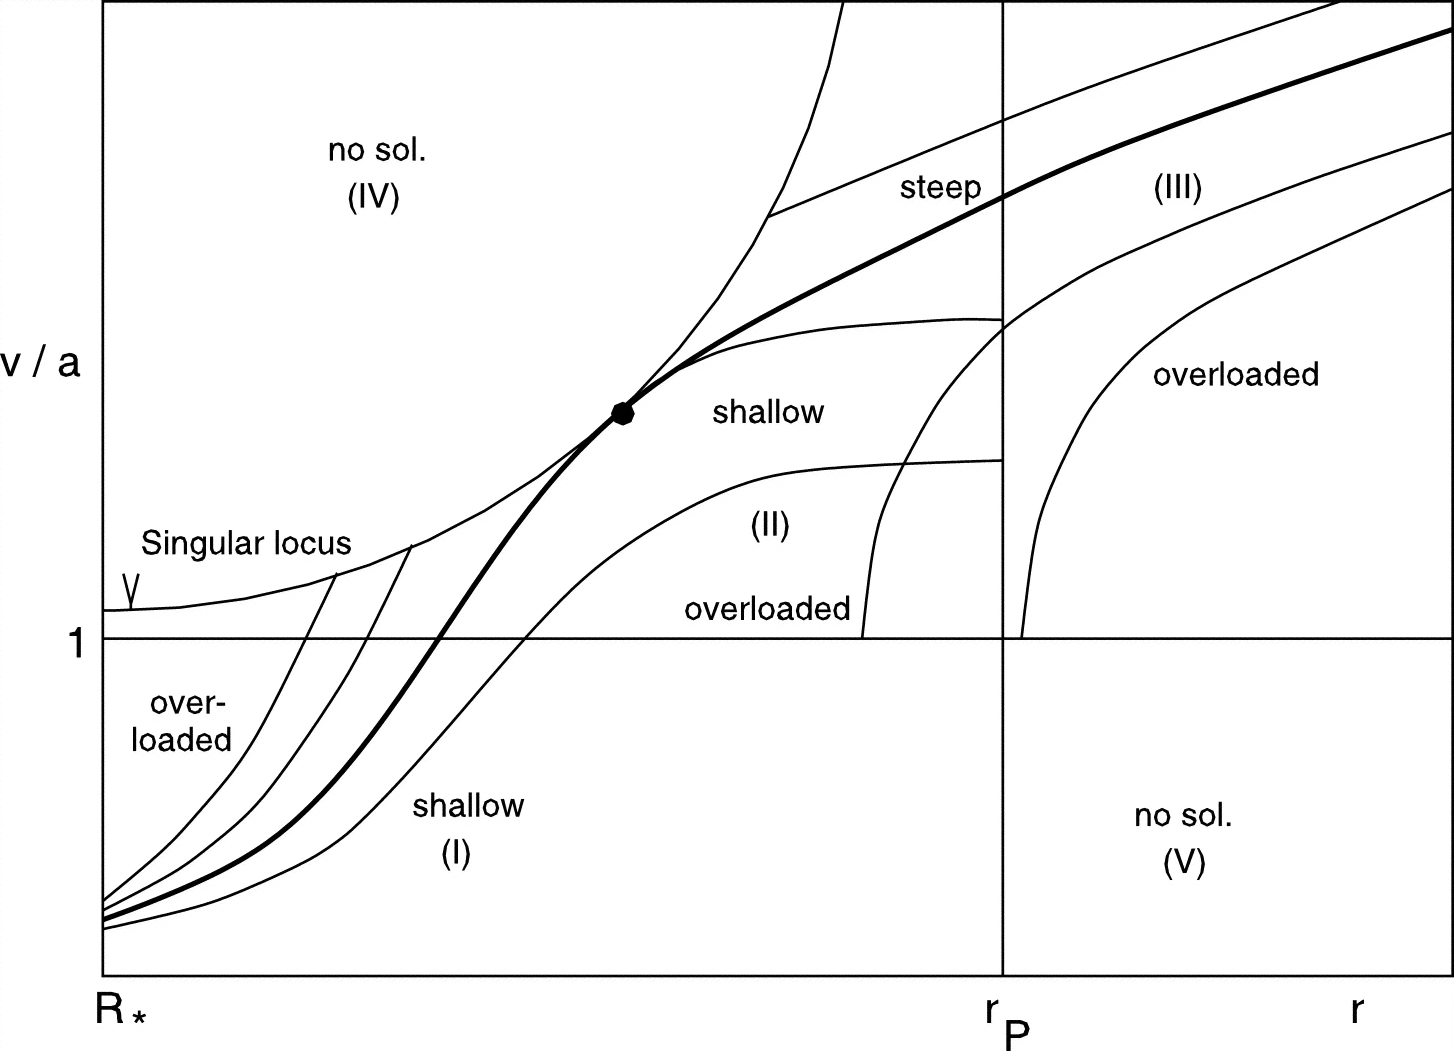 no sol.
(IV)
steep
(III)
v / a
shallow
overloaded
(II)
Singular locus
overloaded
1
over-
loaded
shallow
(I)
no sol.
(V)
R*
rP
r